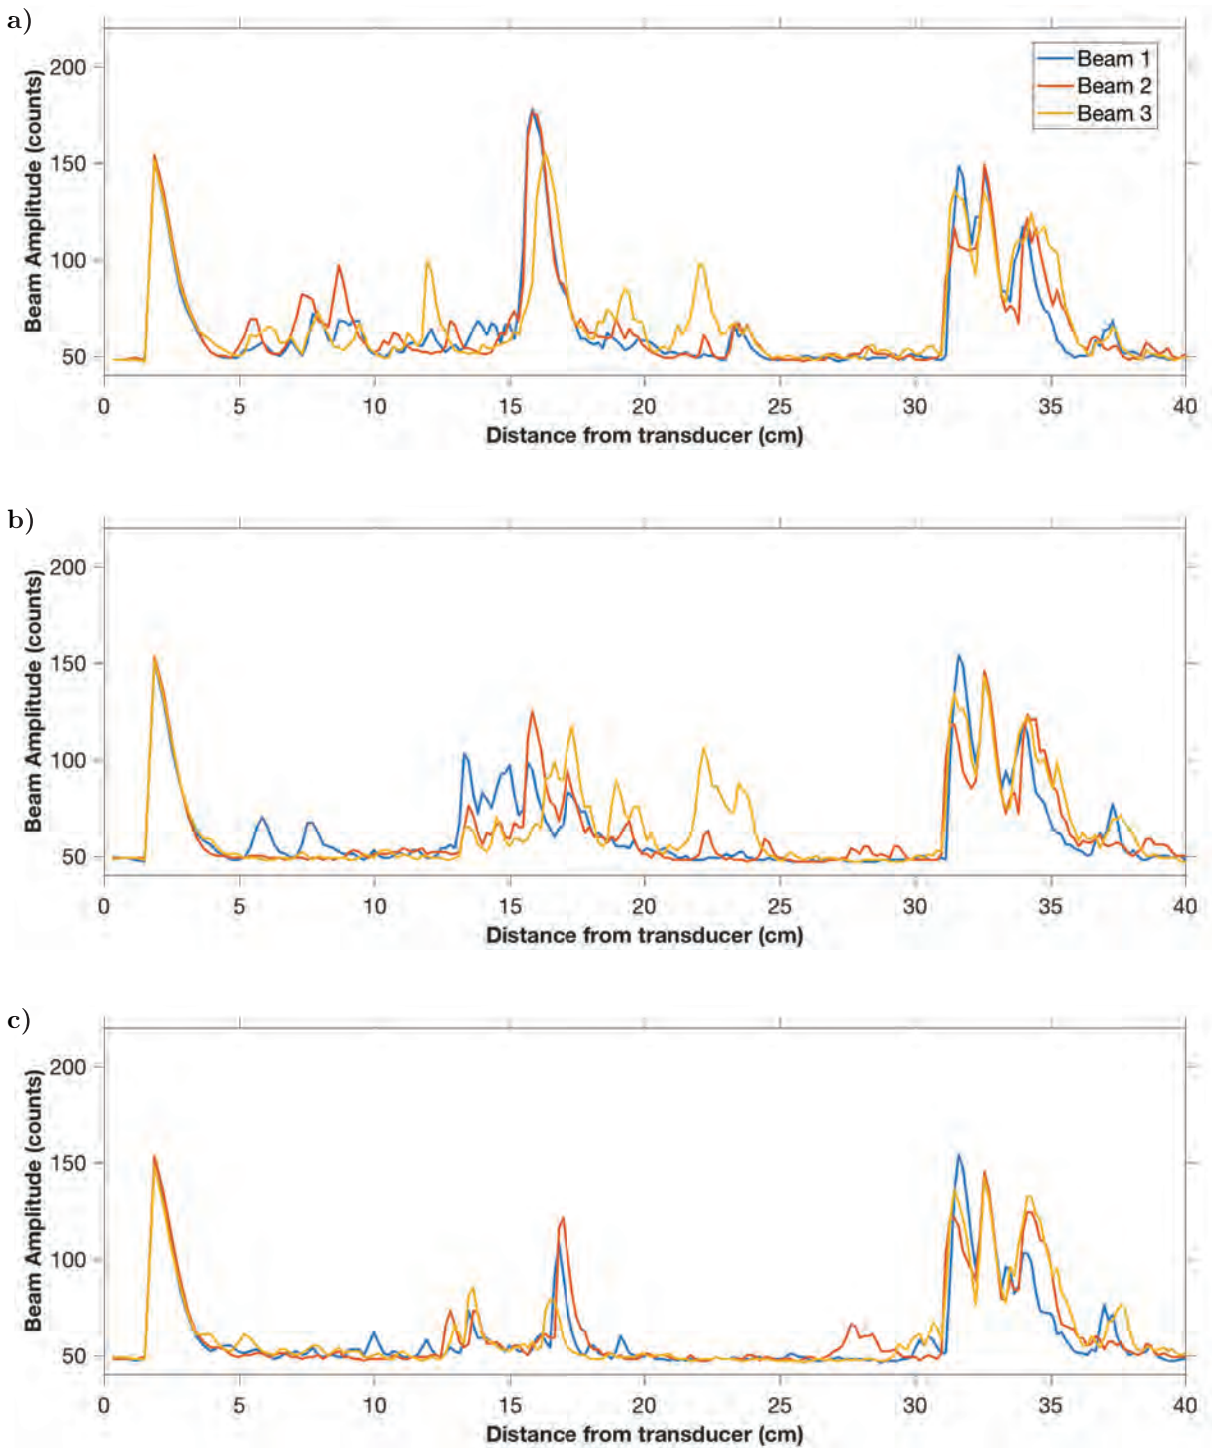 a)
200
150
100
50
Beam Amplitude (counts)
Beam 1
Beam 2
Beam 3
0 5 10 15 20 25 30 35 40
Distance from transducer (cm)
b)
200
150
100
50
Beam Amplitude (counts)
0 5 10 15 20 25 30 35 40
Distance from transducer (cm)
c)
200
150
100
50
Beam Amplitude (counts)
0 5 10 15 20 25 30 35 40
Distance from transducer (cm)